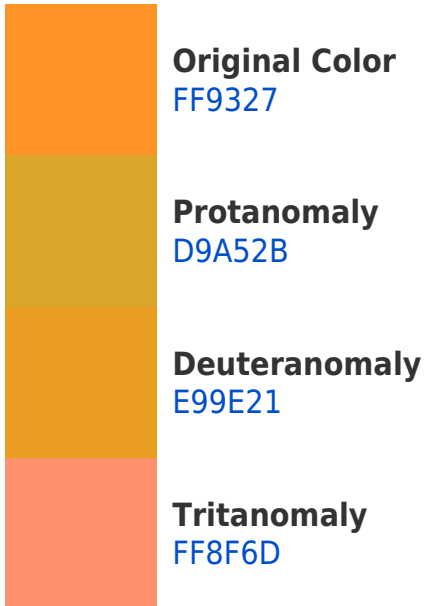 Original Color
FF9327
Protanomaly
D9A52B
Deuteranomaly
E99E21
Tritanomaly
FF8F6D